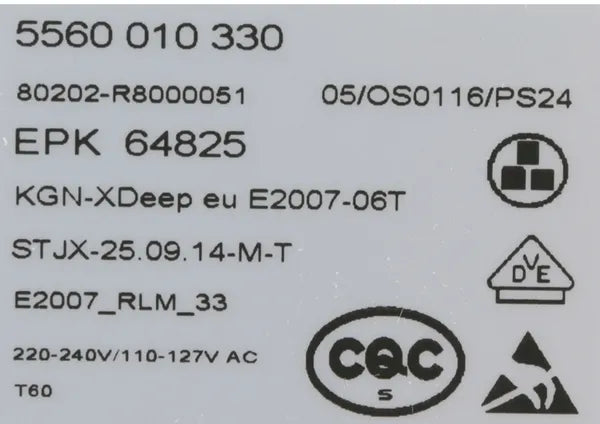 5560 010 330
80202-R8000051 05/OS0116/PS24
EPK 64825
KGN-XDeep eu E2007-06T
STJX-25.09.14-M-T
DVE
E2007_RLM_33
220-240V/110-127V AC
CQC
S
T60